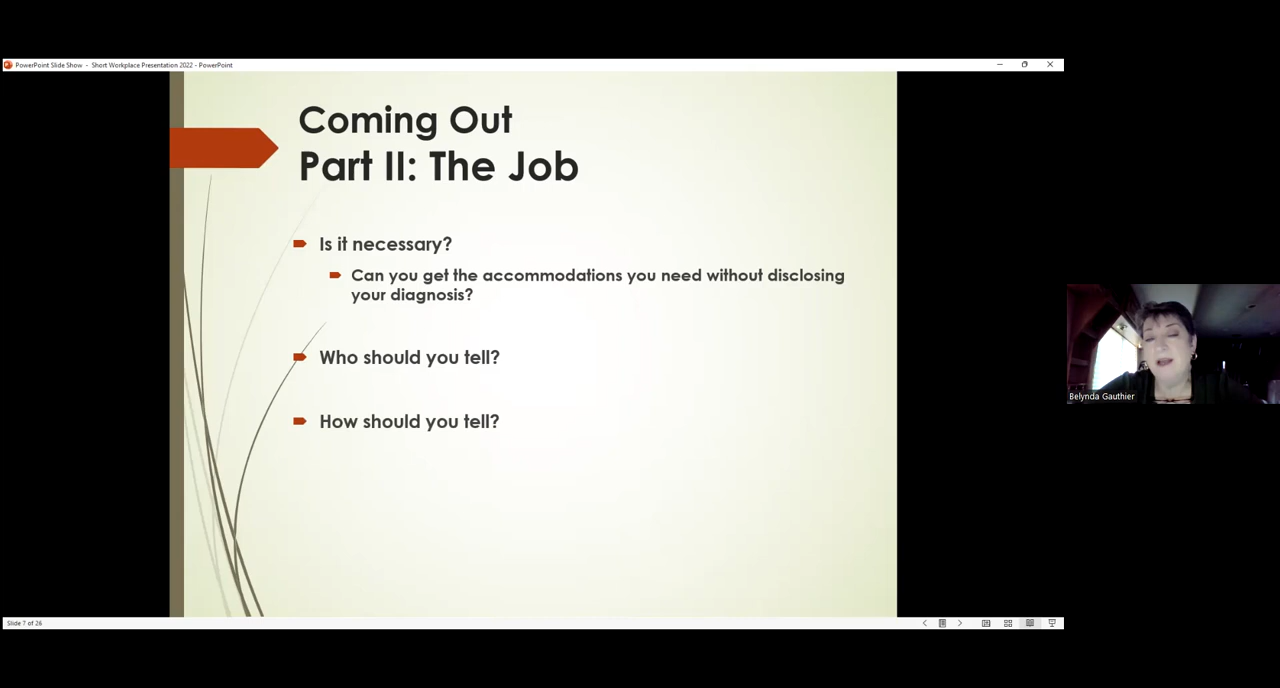 PowerPoint Slide Show - Short Workplace Presentation 2022 - PowerPoint
Coming Out
Part II: The Job
Is it necessary?
Can you get the accommodations you need without disclosing
your diagnosis?
Who should you tell?
How should you tell?
Belynda Gauthier
Slide 7 of 26